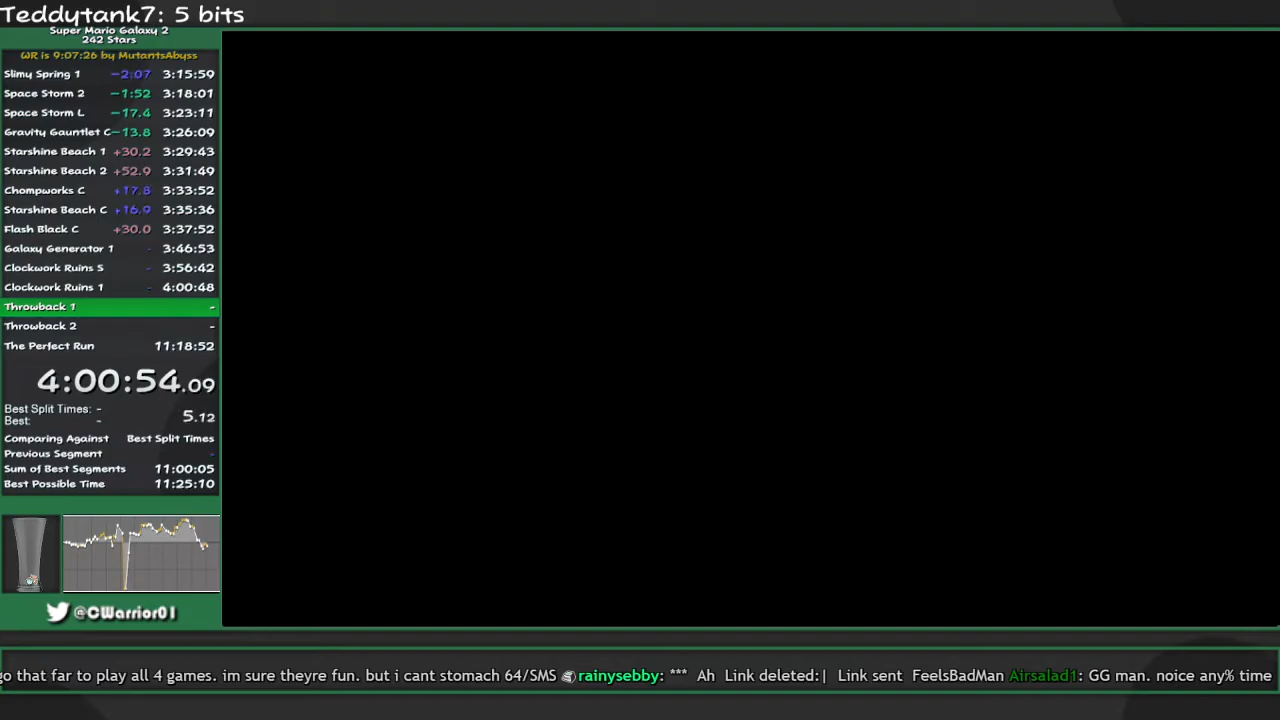 Teddytank7: 5 bits
Super Mario Galaxy 2
242 Stars
WR is 9:07:26 by MutantsAbyss
Slimy Spring 1 −2:07 3:15:59
Space Storm 2 −1:52 3:18:01
Space Storm L −17.4 3:23:11
Gravity Gauntlet C −13.8 3:26:09
Starshine Beach 1 +30.2 3:29:43
Starshine Beach 2 +52.9 3:31:49
Chompworks C +17.8 3:33:52
Starshine Beach C +16.9 3:35:36
Flash Black C +30.0 3:37:52
Galaxy Generator 1 - 3:46:53
Clockwork Ruins S - 3:56:42
Clockwork Ruins 1 - 4:00:48
Throwback 1 -
Throwback 2 -
The Perfect Run 11:18:52
4:00:54.09
Best Split Times: -
Best: - 5.12
Comparing Against Best Split Times
Previous Segment -
Sum of Best Segments 11:00:05
Best Possible Time 11:25:10
@CWarrior01
go that far to play all 4 games. im sure theyre fun. but i cant stomach 64/SMS rainysebby: *** Ah Link deleted:| Link sent FeelsBadMan Airsalad1: GG man. noice any% time